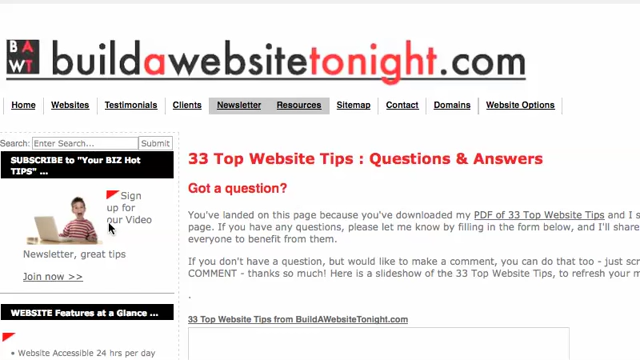 BA
WT
buildawebsitetonight.com
Home Websites Testimonials Clients Newsletter Resources Sitemap Contact Domains Website Options
Search: Enter Search... Submit
SUBSCRIBE to "Your BIZ Hot
TIPS" ...
Sign
up for
our Video
Newsletter, great tips
Join now >>
WEBSITE Features at a Glance ...
• Website Accessible 24 hrs per day
33 Top Website Tips : Questions & Answers
Got a question?
You've landed on this page because you've downloaded my PDF of 33 Top Website Tips and I s
page. If you have any questions, please let me know by filling in the form below, and I'll share
everyone to benefit from them.
If you don't have a question, but would like to make a comment, you can do that too - just scr
COMMENT - thanks so much! Here is a slideshow of the 33 Top Website Tips, to refresh your m
.
33 Top Website Tips from BuildAWebsiteTonight.com